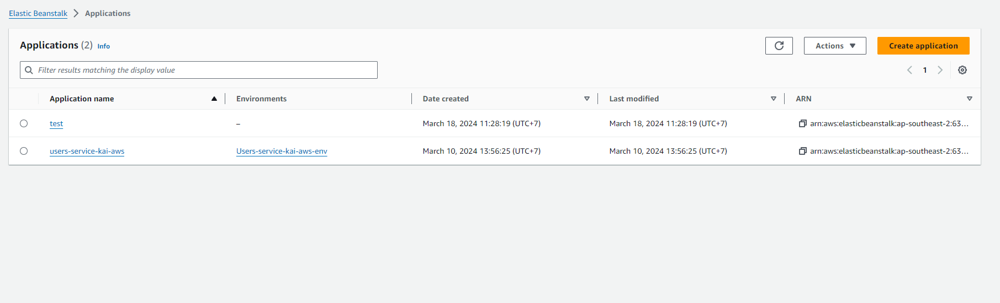 Elastic Beanstalk > Applications
Applications (2) Info
Actions
Create application
Filter results matching the display value
1
Application name Environments Date created Last modified ARN
test – March 18, 2024 11:28:19 (UTC+7) March 18, 2024 11:28:19 (UTC+7) arn:aws:elasticbeanstalk:ap-southeast-2:63...
users-service-kai-aws Users-service-kai-aws-env March 10, 2024 13:56:25 (UTC+7) March 10, 2024 13:56:25 (UTC+7) arn:aws:elasticbeanstalk:ap-southeast-2:63...